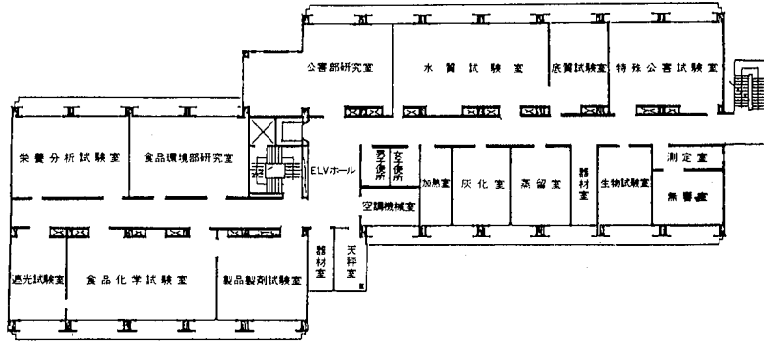 公害部研究室
水質試験室
底質試験室
特殊公害試験室
栄養分析試験室
食品環境部研究室
ELVホール
男子便所
女子便所
空調機械室
加熱室
灰化室
蒸留室
器材室
生物試験室
測定室
無響室
遮光試験室
食品化学試験室
製品製剤試験室
器材室
天秤室